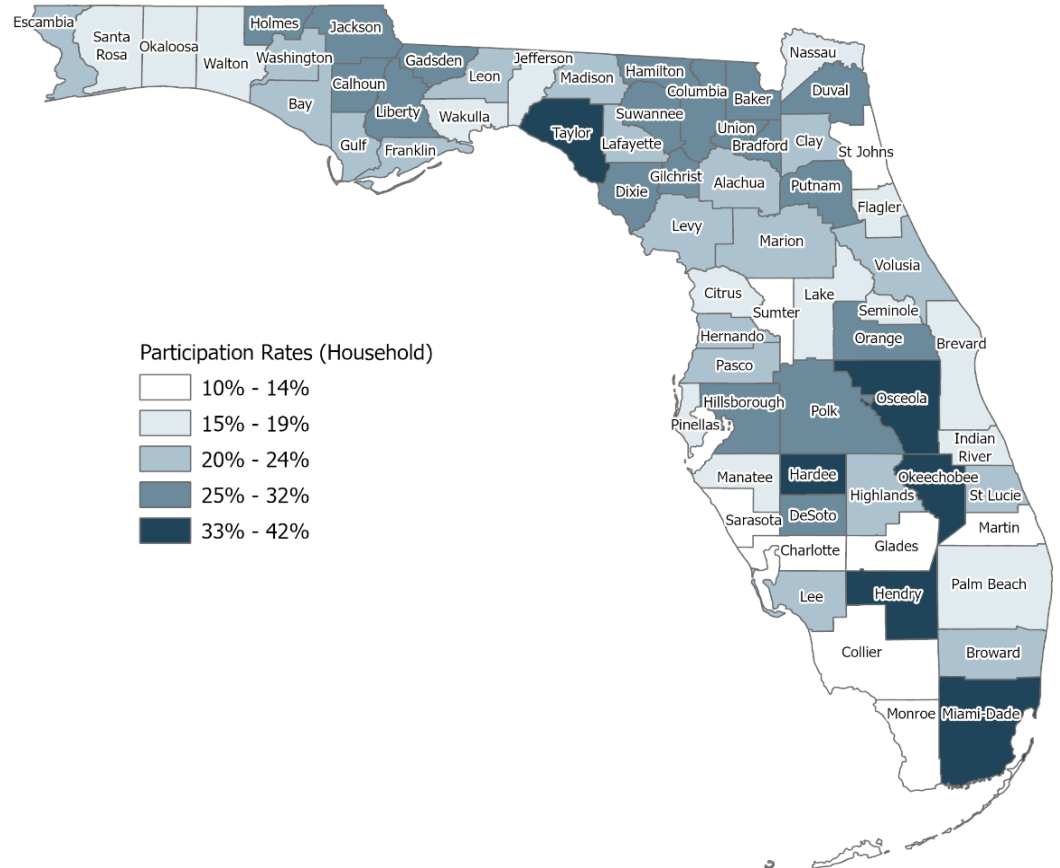 Escambia
Santa
Rosa
Okaloosa
Walton
Holmes
Washington
Jackson
Bay
Calhoun
Gulf
Liberty
Gadsden
Franklin
Leon
Wakulla
Jefferson
Madison
Taylor
Hamilton
Suwannee
Lafayette
Dixie
Columbia
Gilchrist
Baker
Union
Bradford
Nassau
Duval
Clay
St Johns
Alachua
Putnam
Flagler
Levy
Marion
Volusia
Citrus
Sumter
Lake
Seminole
Hernando
Orange
Brevard
Pasco
Participation Rates (Household)
10% - 14%
15% - 19%
20% - 24%
25% - 32%
33% - 42%
Pinellas
Hillsborough
Polk
Osceola
Indian
River
Manatee
Hardee
Highlands
Okeechobee
St Lucie
Sarasota
DeSoto
Martin
Charlotte
Glades
Lee
Hendry
Palm Beach
Collier
Broward
Monroe
Miami-Dade